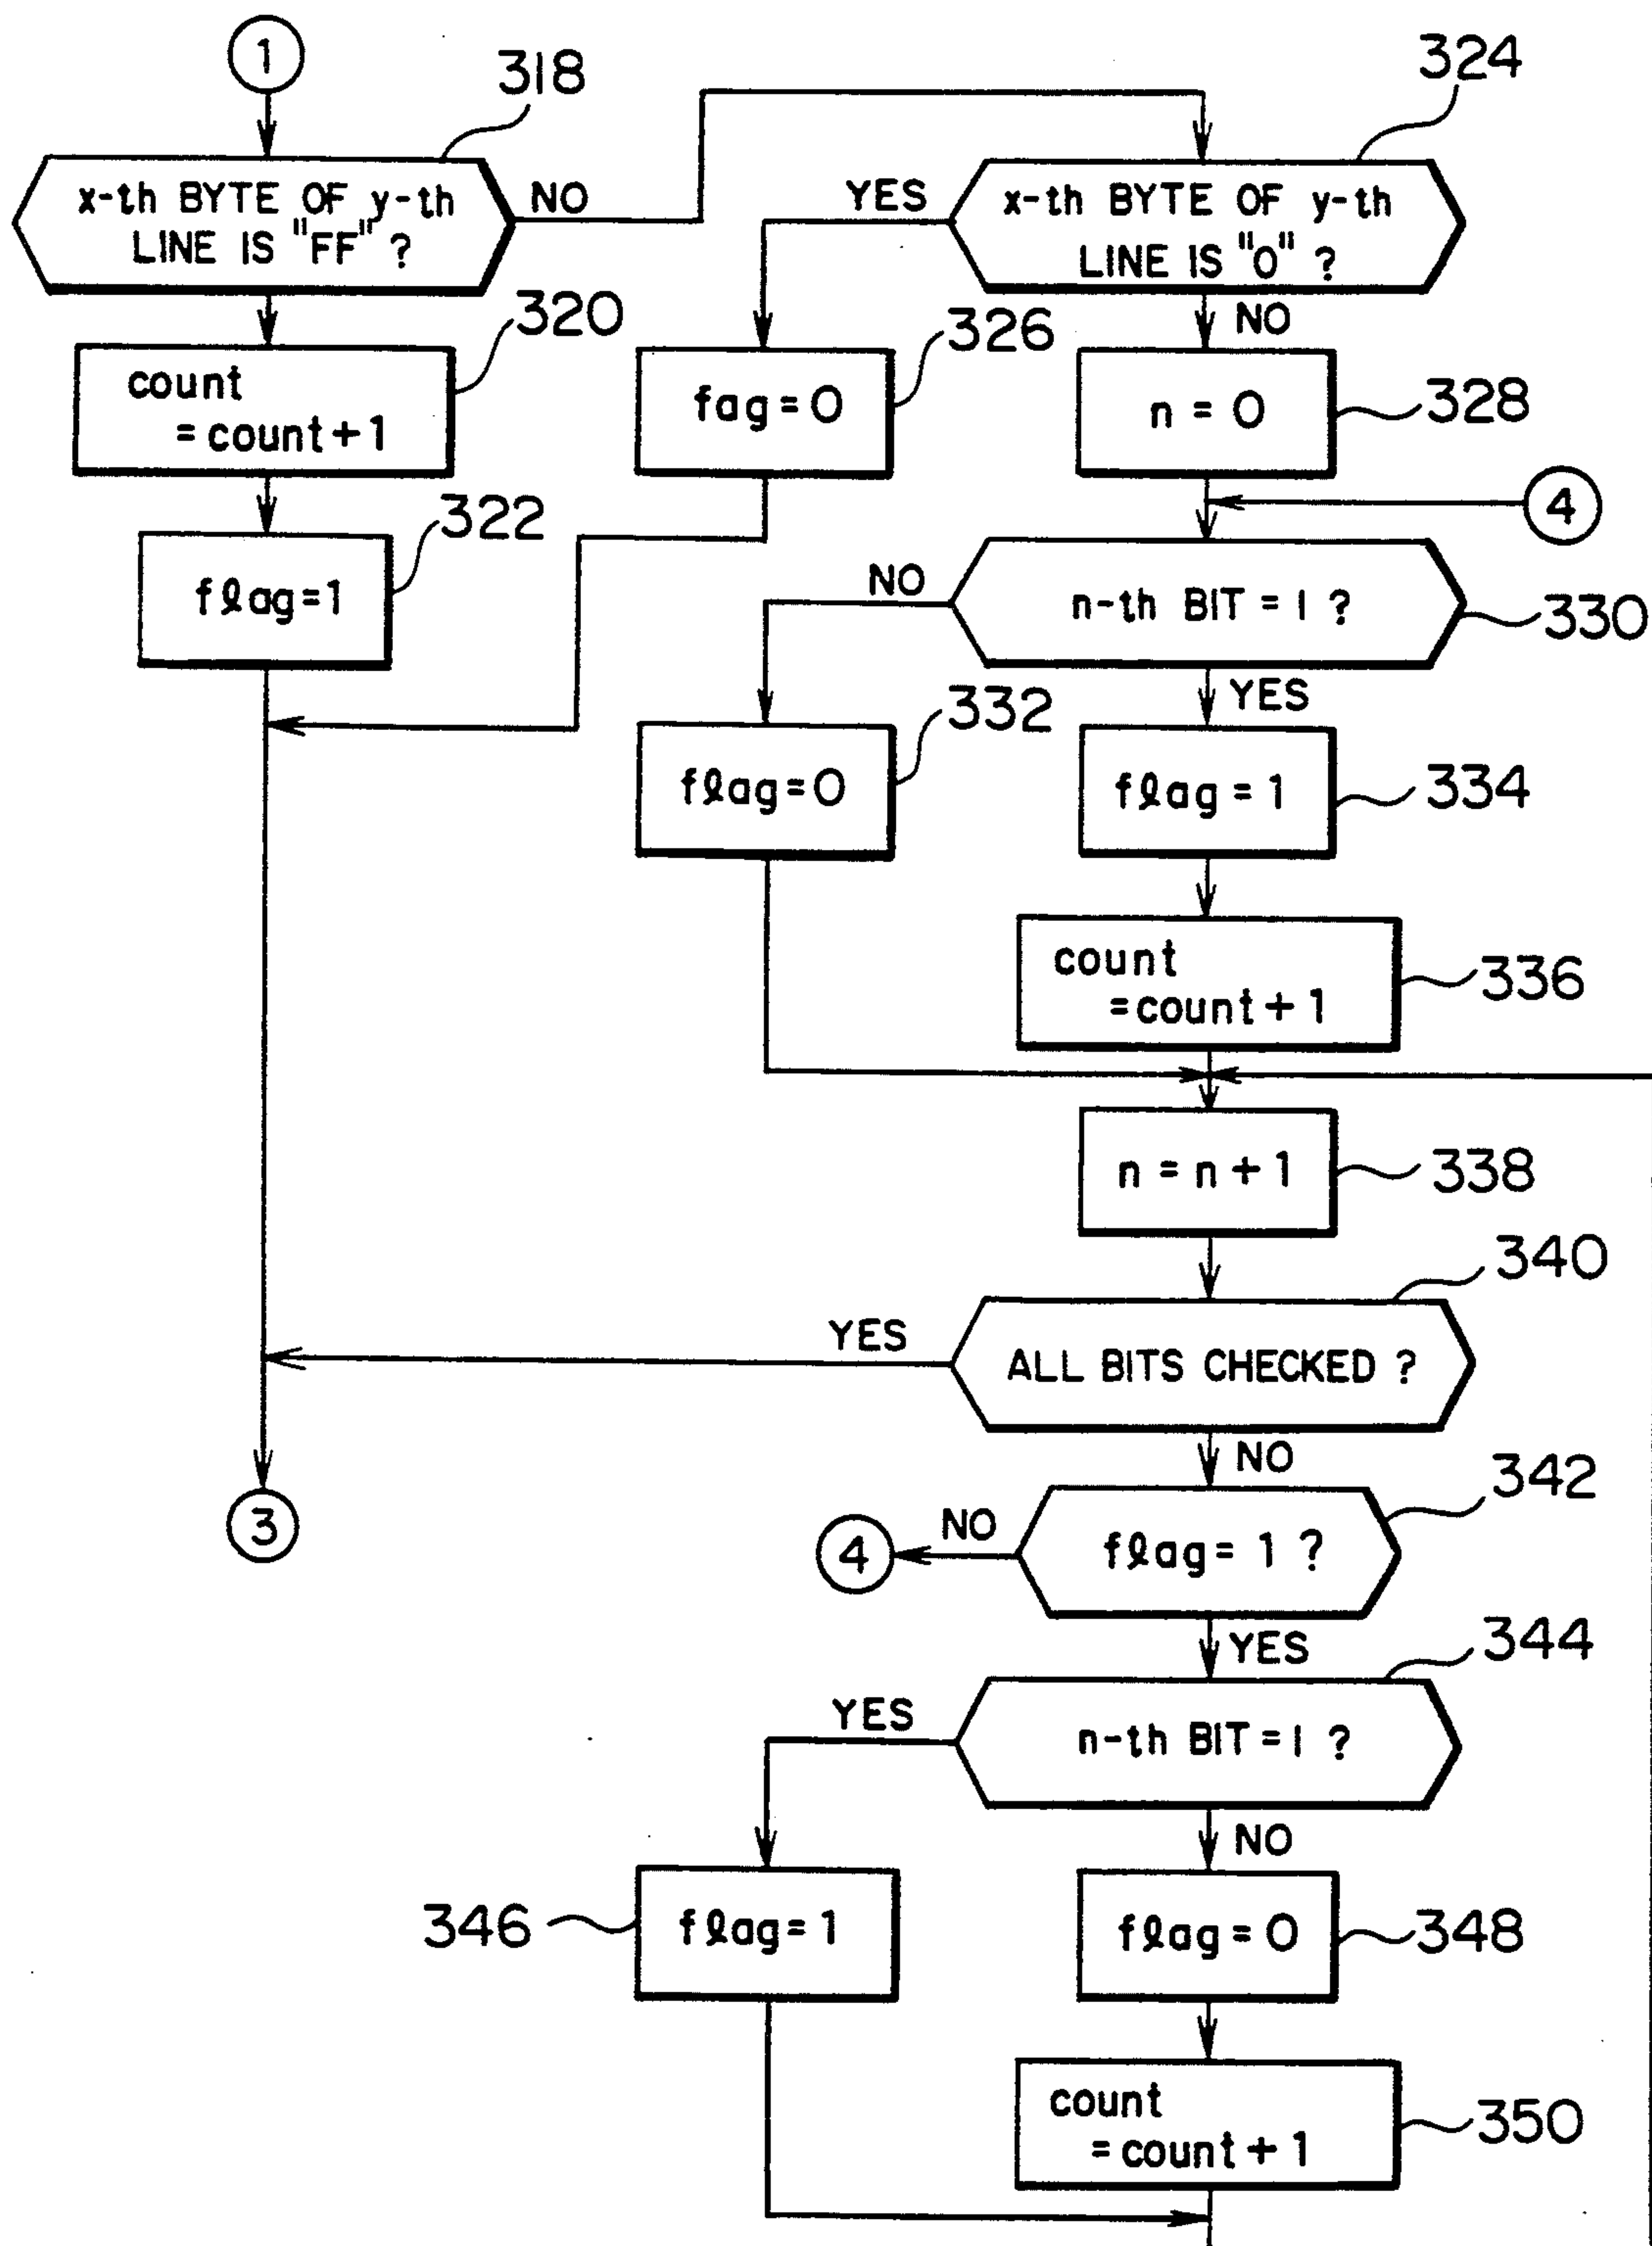 1
318
324
x-th BYTE OF y-th
LINE IS "FF" ?
NO
YES
x-th BYTE OF y-th
LINE IS "0" ?
NO
320
326
count
=count+1
fag=0
n = 0
328
322
4
flag=1
NO
n-th BIT = 1 ?
330
YES
332
flag=0
flag = 1
334
count
=count+1
336
n = n + 1
338
340
YES
ALL BITS CHECKED ?
NO
342
3
4
NO
flag= 1 ?
YES
344
YES
n-th BIT = 1 ?
NO
346
flag=1
flag = 0
348
count
=count+1
350